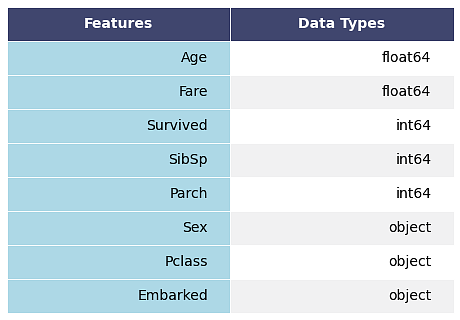 Features Data Types
Age float64
Fare float64
Survived int64
SibSp int64
Parch int64
Sex object
Pclass object
Embarked object